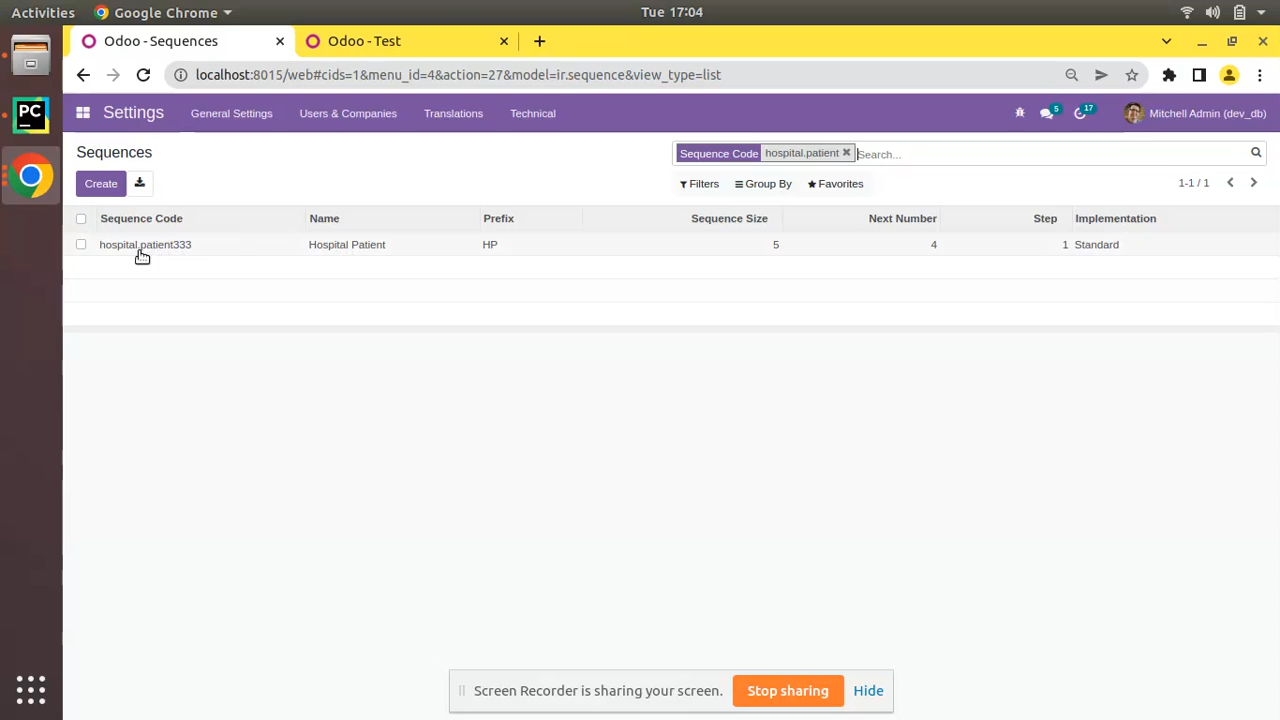 Activities Google Chrome Tue 17:04
Odoo - Sequences Odoo - Test
localhost:8015/web#cids=1&menu_id=4&action=27&model=ir.sequence&view_type=list
Settings General Settings Users & Companies Translations Technical 5 17 Mitchell Admin (dev_db)
Sequences Sequence Code hospital.patient Search...
Create Filters Group By Favorites 1-1 / 1
Sequence Code Name Prefix Sequence Size Next Number Step Implementation
hospital.patient333 Hospital Patient HP 5 4 1 Standard
Screen Recorder is sharing your screen. Stop sharing Hide
PC